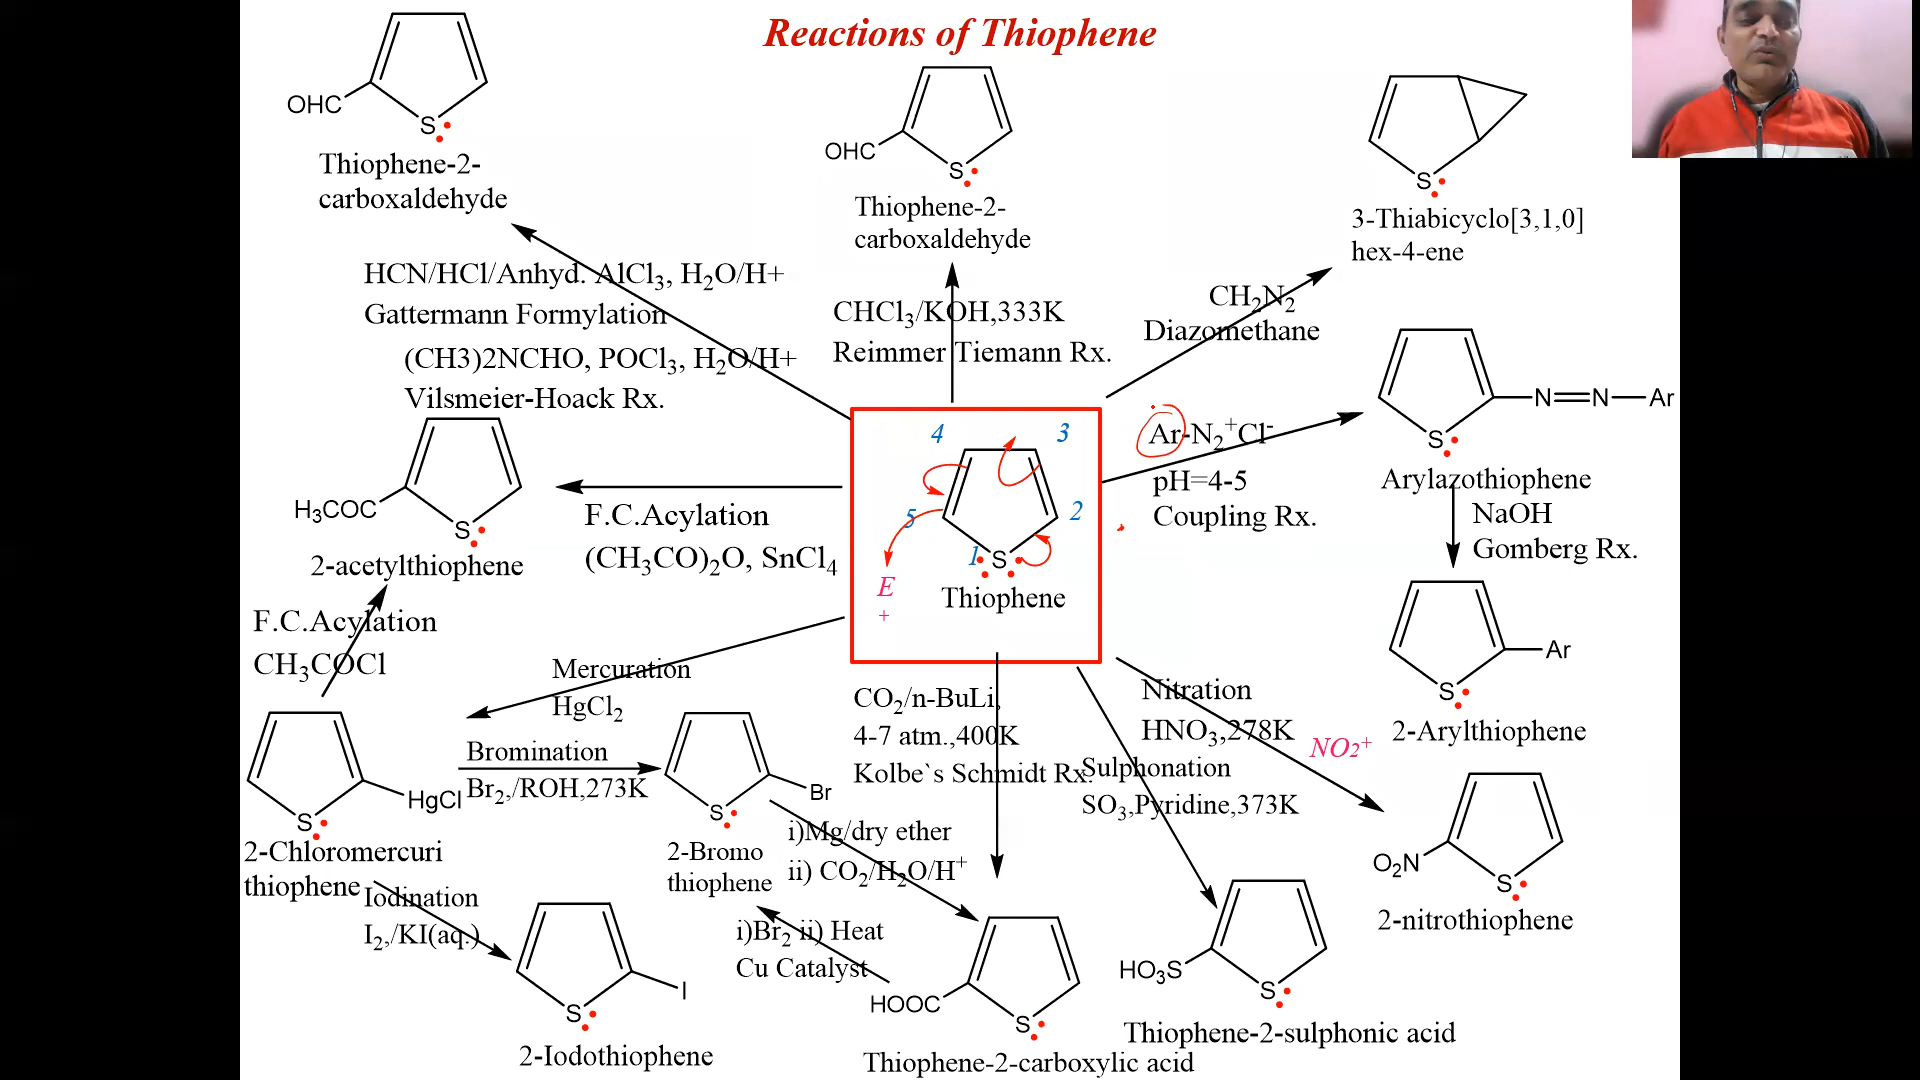 Reactions of Thiophene
OHC
S
Thiophene-2-
carboxaldehyde
OHC
S
Thiophene-2-
carboxaldehyde
S
3-Thiabicyclo[3,1,0]
hex-4-ene
HCN/HCl/Anhyd. AlCl3, H2O/H+
Gattermann Formylation
(CH3)2NCHO, POCl3, H2O/H+
Vilsmeier-Hoack Rx.
CHCl3/KOH,333K
Reimmer Tiemann Rx.
CH2N2
Diazomethane
N=N-Ar
S
Arylazothiophene
Ar-N2+Cl-
pH=4-5
Coupling Rx.
NaOH
Gomberg Rx.
4 3
5 2
1 S
E
+
Thiophene
H3COC
S
2-acetylthiophene
F.C.Acylation
(CH3CO)2O, SnCl4
F.C.Acylation
CH3COCl
Mercuration
HgCl2
Ar
S
2-Arylthiophene
HgCl
S
2-Chloromercuri
thiophene
Bromination
Br2,/ROH,273K
Br
S
2-Bromo
thiophene
CO2/n-BuLi,
4-7 atm.,400K
Kolbe`s Schmidt Rx.
Nitration
HNO3,278K
NO2+
Sulphonation
SO3,Pyridine,373K
i)Mg/dry ether
ii) CO2/H2O/H+
O2N
S
2-nitrothiophene
Iodination
I2,/KI(aq.)
I
S
2-Iodothiophene
i)Br2 ii) Heat
Cu Catalyst
HOOC
S
Thiophene-2-carboxylic acid
HO3S
S
Thiophene-2-sulphonic acid